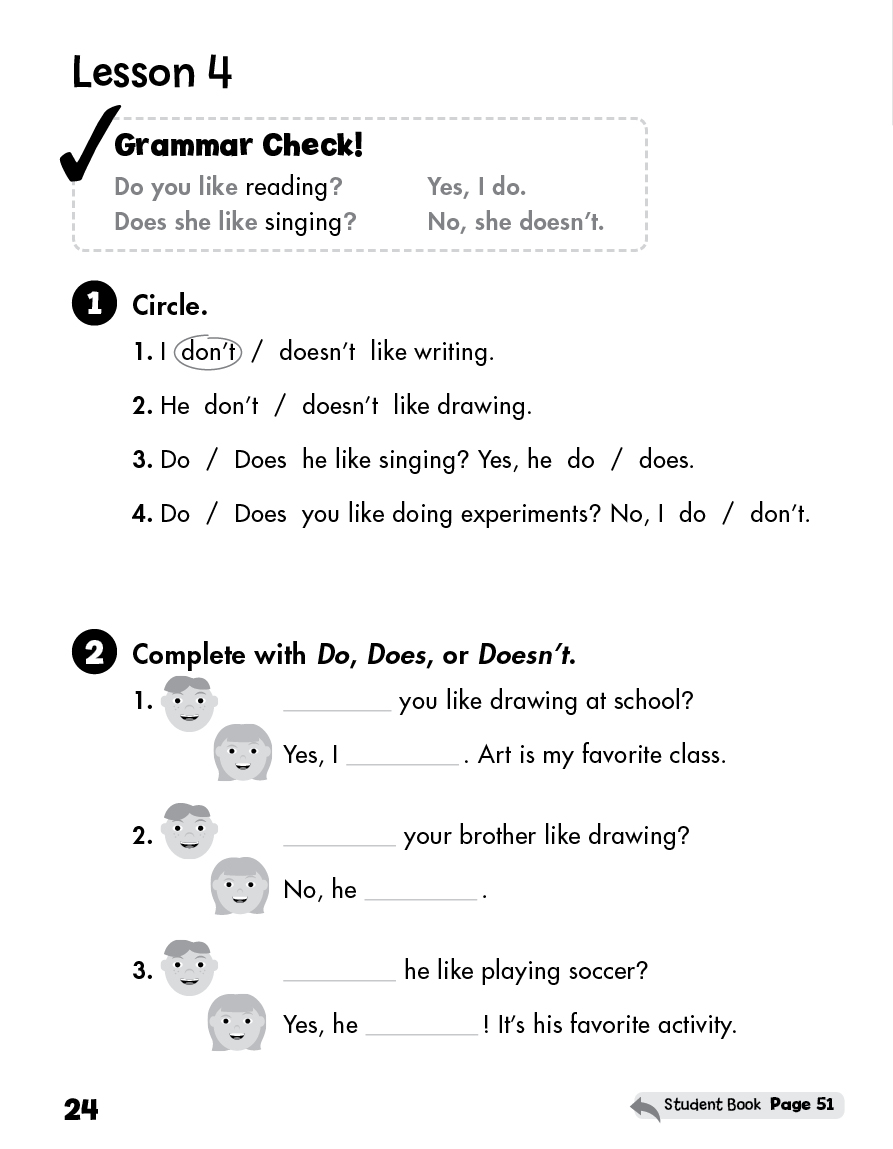 Lesson 4
Grammar Check!
Do you like reading? Yes, I do.
Does she like singing? No, she doesn't.
1 Circle.
1. I don't / doesn't like writing.
2. He don't / doesn't like drawing.
3. Do / Does he like singing? Yes, he do / does.
4. Do / Does you like doing experiments? No, I do / don't.
2 Complete with Do, Does, or Doesn't.
1. ________ you like drawing at school?
Yes, I ________ . Art is my favorite class.
2. ________ your brother like drawing?
No, he ________ .
3. ________ he like playing soccer?
Yes, he ________ ! It's his favorite activity.
24
Student Book Page 51